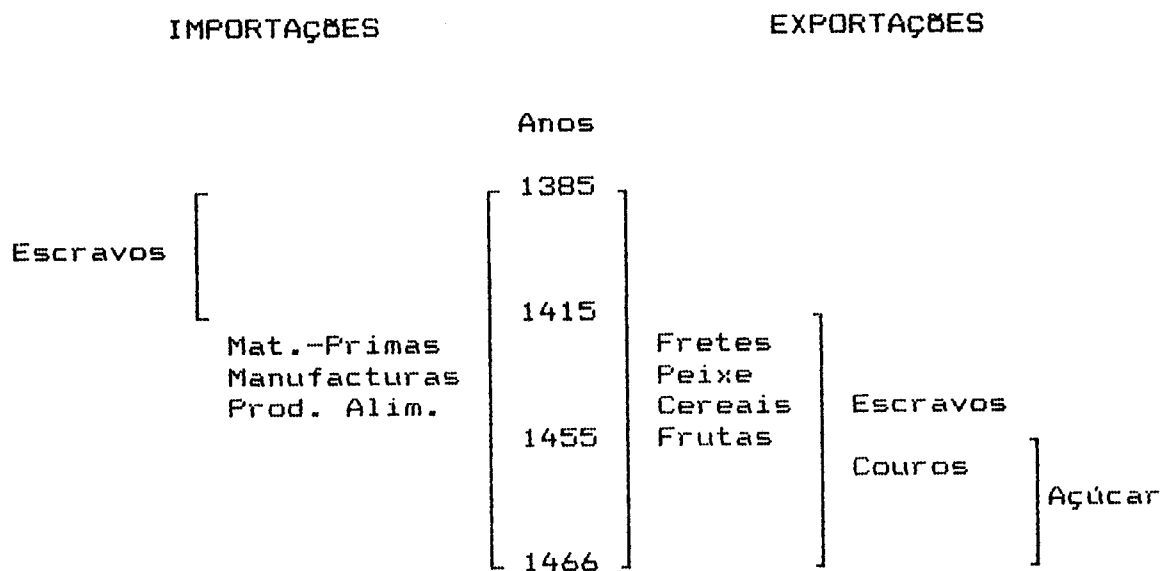 IMPORTAÇÕES EXPORTAÇÕES
Anos
1385
Escravos
1415
Mat.-Primas Fretes
Manufacturas Peixe
Prod. Alim. Cereais Escravos
1455 Frutas
Couros
Açúcar
1466